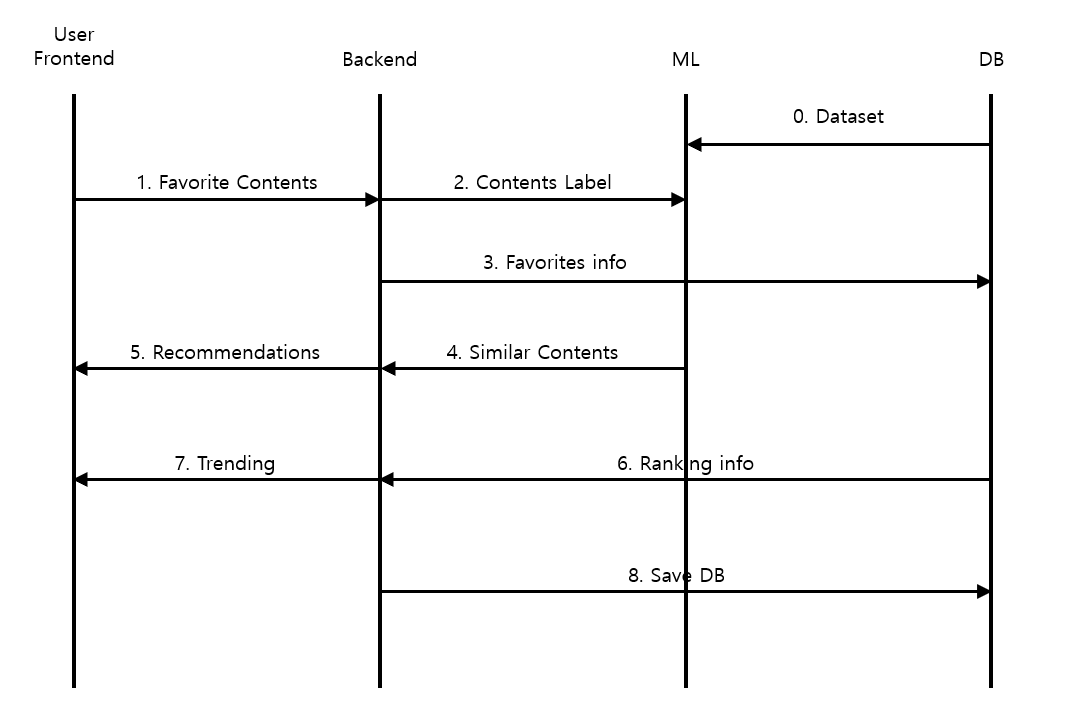 User
Frontend
Backend
ML
DB
0. Dataset
1. Favorite Contents
2. Contents Label
3. Favorites info
5. Recommendations
4. Similar Contents
7. Trending
6. Ranking info
8. Save DB